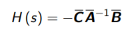 H(s) = −C̅A̅⁻¹B̅